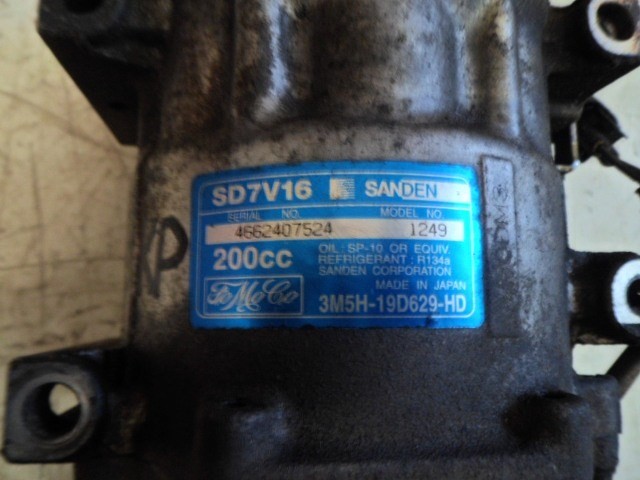 SD7V16 SANDEN
SERIAL NO. MODEL NO.
4662407524 1249
200cc
OIL : SP-10 OR EQUIV.
REFRIGERANT : R134a
SANDEN CORPORATION
MADE IN JAPAN
FoMoCo
3M5H-19D629-HD